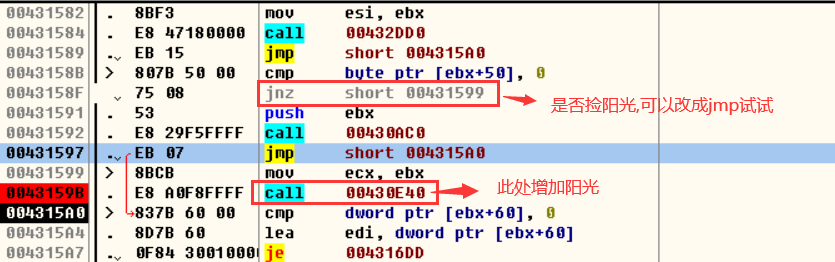 00431582 . 8BF3 mov esi, ebx
00431584 . E8 47180000 call 00432DD0
00431589 . EB 15 jmp short 004315A0
0043158B > 807B 50 00 cmp byte ptr [ebx+50], 0
0043158F . 75 08 jnz short 00431599
是否捡阳光,可以改成jmp试试
00431591 . 53 push ebx
00431592 . E8 29F5FFFF call 00430AC0
00431597 . EB 07 jmp short 004315A0
00431599 > 8BCB mov ecx, ebx
0043159B . E8 A0F8FFFF call 00430E40
此处增加阳光
004315A0 > 837B 60 00 cmp dword ptr [ebx+60], 0
004315A4 . 8D7B 60 lea edi, dword ptr [ebx+60]
004315A7 . 0F84 3001000 je 004316DD